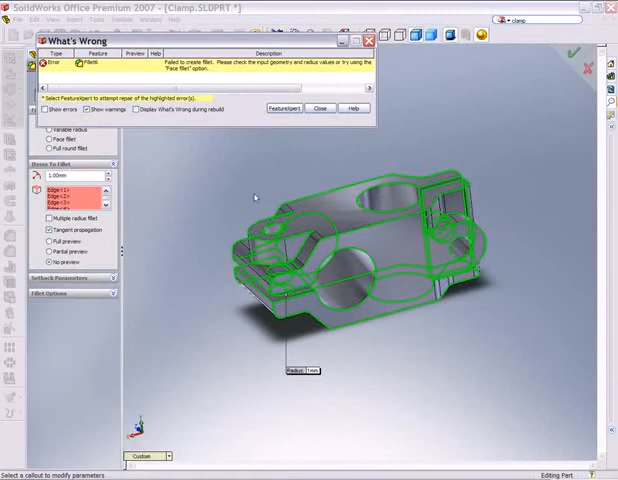 SolidWorks Office Premium 2007 - [Clamp.SLDPRT]
clamp
What's Wrong
Type Feature Preview Help Description
Error Fillet6 Failed to create fillet. Please check the input geometry and radius values or try using the
"Face fillet" option.
* Select FeatureXpert to attempt repair of the highlighted error(s).
Show errors Show warnings Display What's Wrong during rebuild
FeatureXpert Close Help
Variable radius
Face fillet
Full round fillet
Items To Fillet
1.00mm
Edge<1>
Edge<2>
Edge<3>
Multiple radius fillet
Tangent propagation
Full preview
Partial preview
No preview
Setback Parameters
Fillet Options
Radius: 1mm
Custom
Select a callout to modify parameters
Editing Part